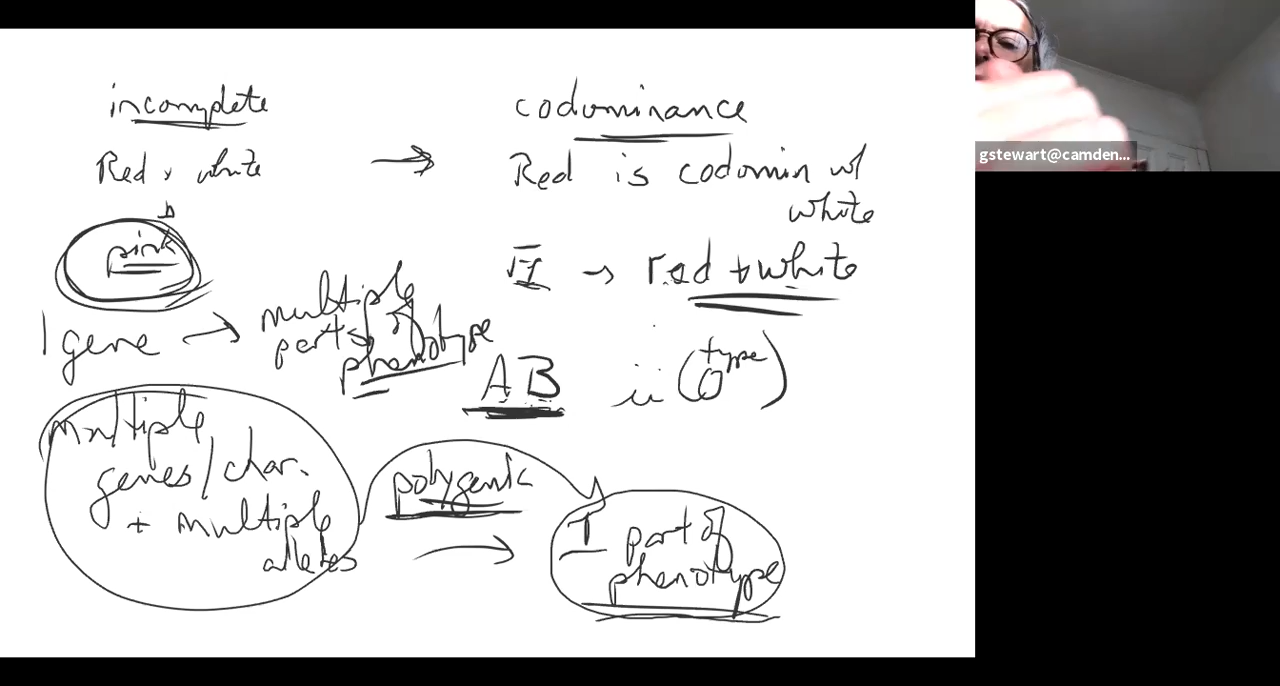 incomplete
Red x white
pink
1 gene → multiple
parts of
phenotype
codominance
Red is codomin w/
white
F1 → red + white
AB ii (O type)
multiple
genes/char.
+ multiple
alleles
polygenic
1 part of
phenotype
gstewart@camden...